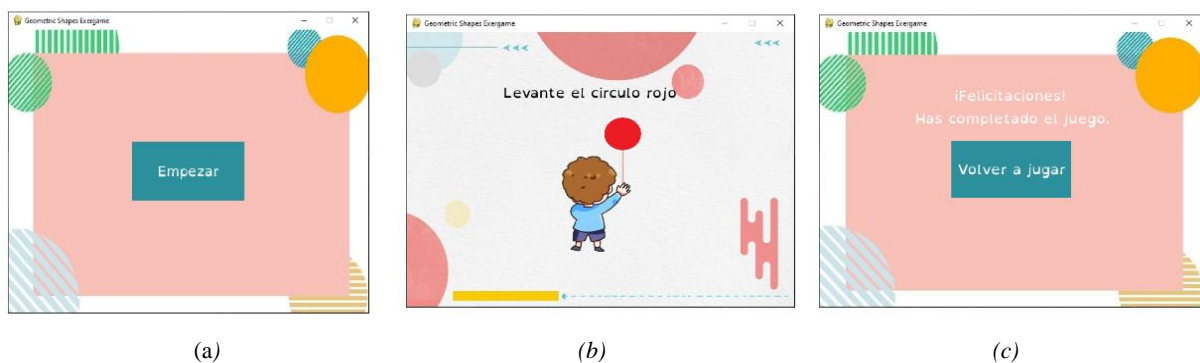 Geometric Shapes Exergame
Empezar
(a)
Geometric Shapes Exergame
Levante el circulo rojo
(b)
Geometric Shapes Exergame
¡Felicitaciones!
Has completado el juego.
Volver a jugar
(c)